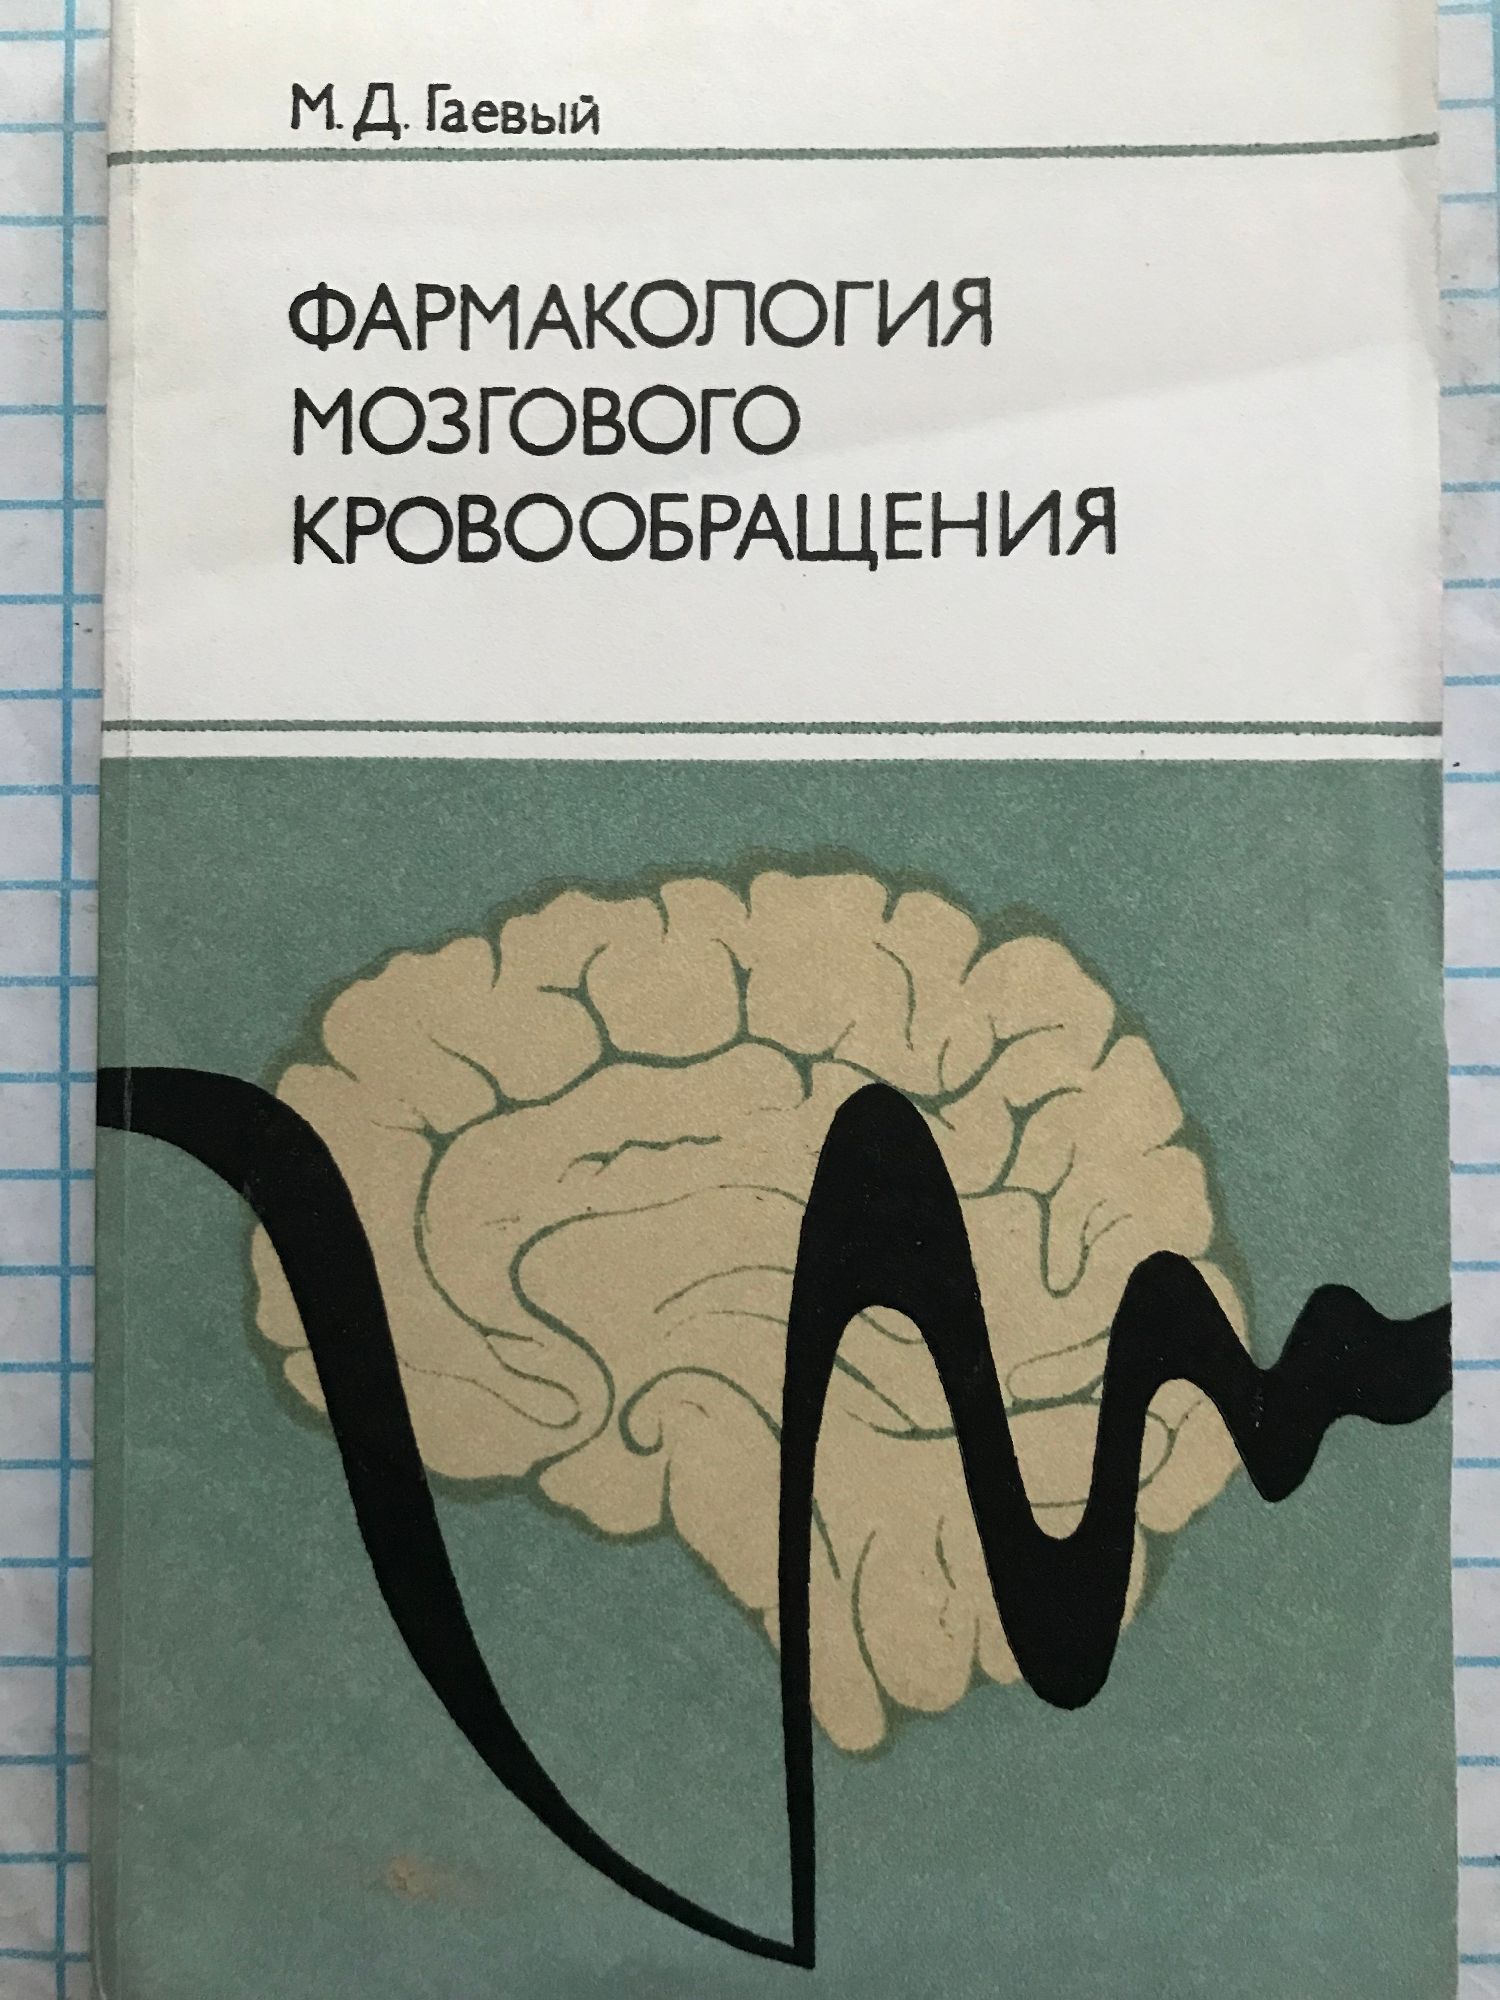 М. Д. Гаевый
ФАРМАКОЛОГИЯ
МОЗГОВОГО
КРОВООБРАЩЕНИЯ